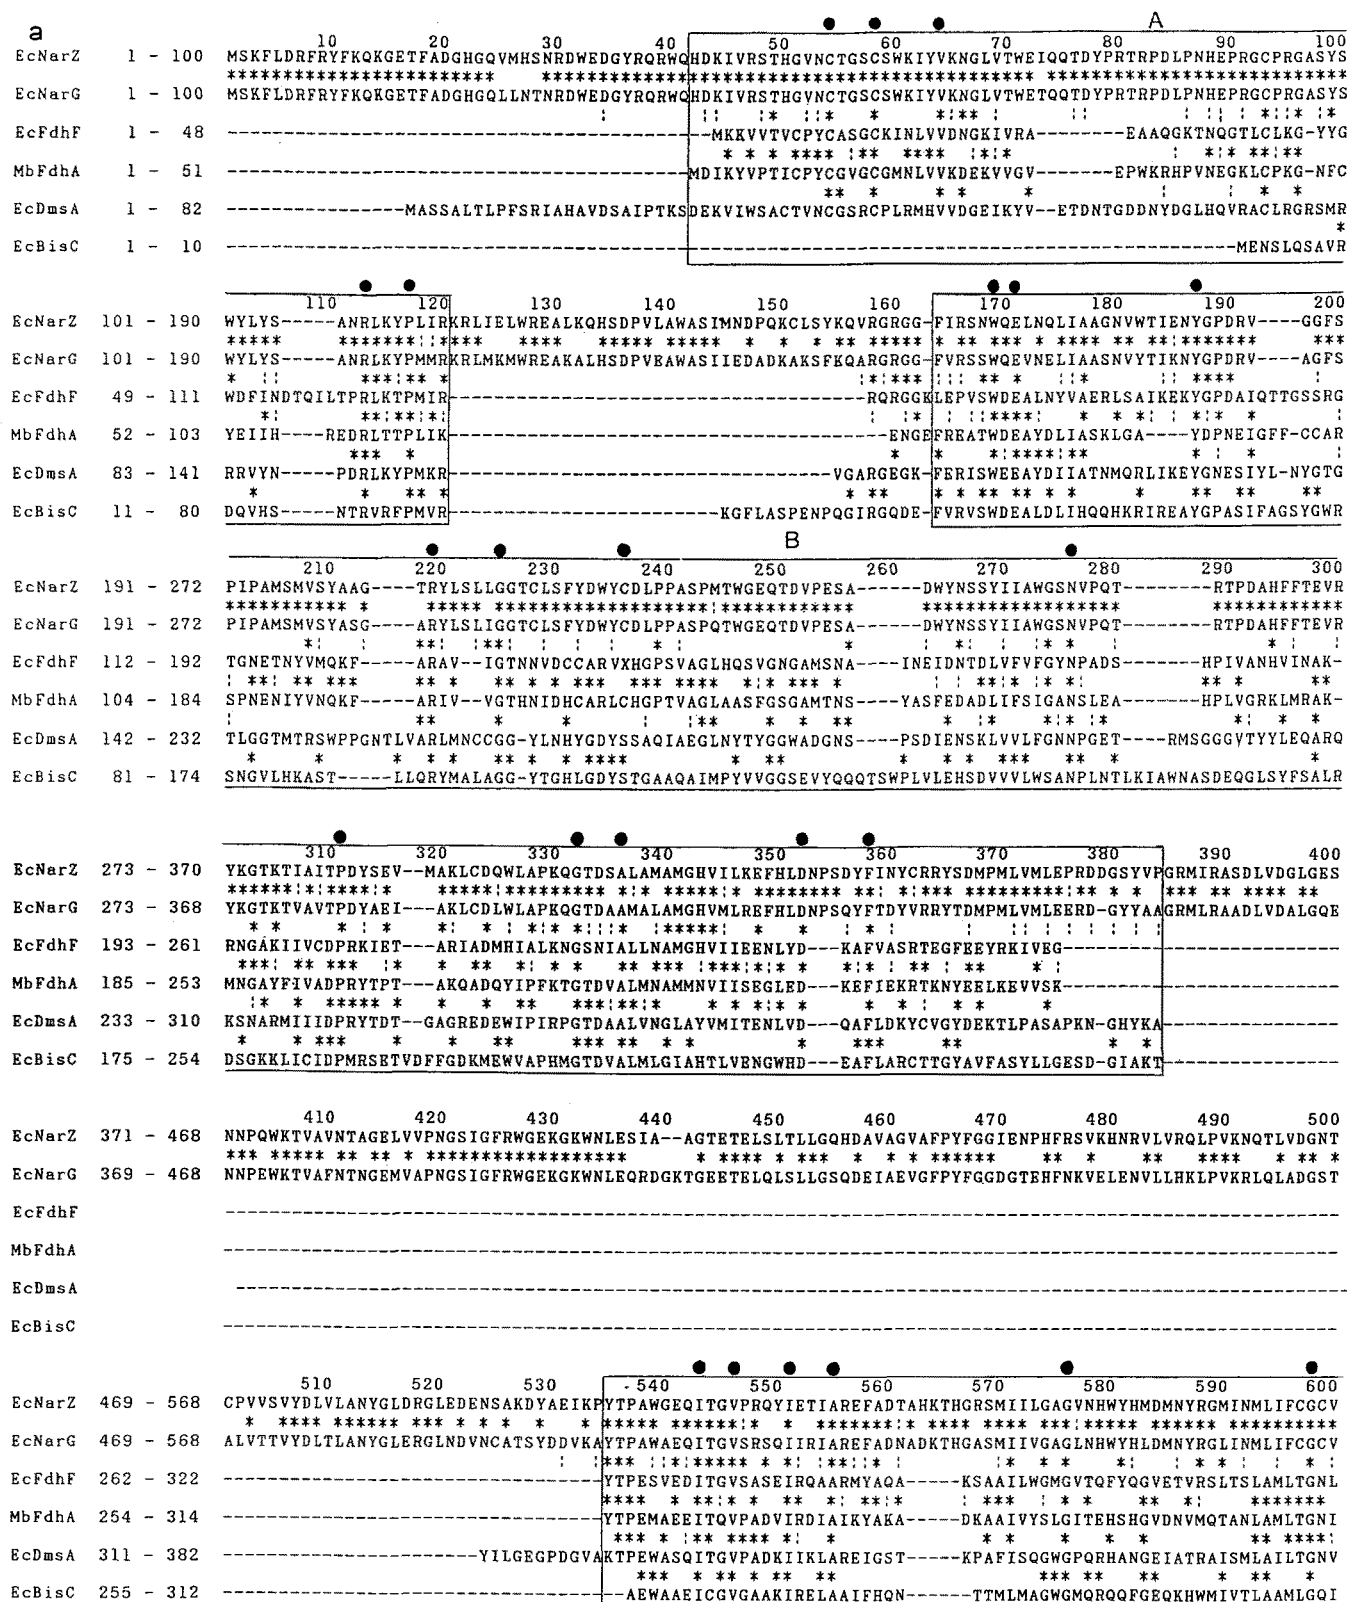 a
A
10 20 30 40 50 60 70 80 90 100
EcNarZ 1 - 100 MSKFLDRFRYFKQKGETFADGHGQVMHSNRDWEDGYRQRWQHDKIVRSTHGVNCTGSCSWKIYVKNGLVTWEIQQTDYPRTRPDLPNHEPRGCPRGASYS
EcNarG 1 - 100 MSKFLDRFRYFKQKGETFADGHGQLLNTNRDWEDGYRQRWQHDKIVRSTHGVNCTGSCSWKIYVKNGLVTWETQQTDYPRTRPDLPNHEPRGCPRGASYS
EcFdhF 1 - 48 -------------------------------------------MKKVVTVCPYCASGCKINLVVDNGKIVRA--------EAAQGKTNQGTLCLKG-YYG
MbFdhA 1 - 51 -----------------------------------------MDIKYVPTICPYCGVGCGMNLVVKDEKVVGV-------EPWKRHPVNEGKLCPKG-NFC
EcDmsA 1 - 82 ----------------MASSALTLPFSRIAHAVDSAIPTKSDEKVIWSACTVNCGSRCPLRMHVVDGEIKYV--ETDNTGDDNYDGLHQVRACLRGRSMR
EcBisC 1 - 10 ------------------------------------------------------------------------------------------MENSLQSAVR
110 120 130 140 150 160 170 180 190 200
EcNarZ 101 - 190 WYLYS-----ANRLKYPLIRKRLIELWREALKQHSDPVLAWASIMNDPQKCLSYKQVRGRGG-FIRSNWQELNQLIAAGNVWTIENYGPDRV----GGFS
EcNarG 101 - 190 WYLYS-----ANRLKYPMMRKRLMKMWREAKALHSDPVEAWASIIEDADKAKSFKQARGRGG-FVRSSWQEVNELIAASNVYTIKNYGPDRV----AGFS
EcFdhF 49 - 111 WDFINDTQILTPRLKTPMIR--------------------------------------RQRGGKLEPVSWDEALNYVAERLSAIKEKYGPDAIQTTGSSRG
MbFdhA 52 - 103 YEIIH----REDRLTTPLIK----------------------------------------ENGEFREATWDEAYDLIASKLGA----YDPNEIGFF-CCAR
EcDmsA 83 - 141 RRVYN-----PDRLKYPMKR-----------------------------------VGARGEGK-FERISWEEAYDIIATNMQRLIKEYGNESIYL-NYGTG
EcBisC 11 - 80 DQVHS-----NTRVRFPMVR------------------------KGFLASPENPQGIRGQDE-FVRVSWDEALDLIHQQHKRIREAYGPASIFAGSYGWR
B
210 220 230 240 250 260 270 280 290 300
EcNarZ 191 - 272 PIPAMSMVSYAAG----TRYLSLLGGTCLSFYDWYCDLPPASPMTWGEQTDVPESA------DWYNSSYIIAWGSNVPQT--------RTPDAHFFTEVR
EcNarG 191 - 272 PIPAMSMVSYASG----ARYLSLIGGTCLSFYDWYCDLPPASPQTWGEQTDVPESA------DWYNSSYIIAWGSNVPQT--------RTPDAHFFTEVR
EcFdhF 112 - 192 TGNETNYVMQKF-----ARAV--IGTNNVDCCARVXHGPSVAGLHQSVGNGAMSNA----INEIDNTDLVFVFGYNPADS-------HPIVANHVINAK-
MbFdhA 104 - 184 SPNENIYVNQKF-----ARIV--VGTHNIDHCARLCHGPTVAGLAASFGSGAMTNS----YASFEDADLIFSIGANSLEA-------HPLVGRKLMRAK-
EcDmsA 142 - 232 TLGGTMTRSWPPGNTLVARLMNCCGG--YLNHYGDYSSAQIAEGLNYTYGGWADGNS----PSDIENSKLVVLFGNNPGET----RMSGGGVTYYLEQARQ
EcBisC 81 - 174 SNGVLHKAST-----LLQRYMALAGG--YTGHLGDYSTGAAQAIMPYVVGGSEVYQQQTSWPLVLEHSDVVVLWSANPLNTLKIAWNASDEQGLSYFSALR
310 320 330 340 350 360 370 380 390 400
EcNarZ 273 - 370 YKGTKTIAITPDYSEV--MAKLCDQWLAPKQGTDSALAMAMGHVILKEFHLDNPSDYFINYCRRYSDMPMLVMLEPRDDGSYVPGRMIRASDLVDGLGES
EcNarG 273 - 368 YKGTKTVAVTPDYAEI---AKLCDLWLAPKQGTDAAMALAMGHVMLREFHLDNPSQYFTDYVRRYTDMPMLVMLEERD-GYYAAGRMLRAADLVDALGQE
EcFdhF 193 - 261 RNGAKIIVCDPRKIET---ARIADMHIALKNGSNIALLNAMGHVIIEENLYD---KAFVASRTEGFEEYRKIVEG-------------------------
MbFdhA 185 - 253 MNGAYFIVADPRYTPT---AKQADQYIPFKTGTDVALMNAMMNVIISEGLED---KEFIEKRTKNYEELKEVVSK-------------------------
EcDmsA 233 - 310 KSNARMIIIDPRYTDT--GAGREDEWIPIRPGTDAALVNGLAYVMITENLVD---QAFLDKYCVGYDEKTLPASAPKN-GHYKA----------------
EcBisC 175 - 254 DSGKKLICIDPMRSETVDFFGDKMEWVAPHMGTDVALMLGIAHTLVENGWHD---EAFLARCTTGYAVFASYLLGESD-GIAKT----------------
410 420 430 440 450 460 470 480 490 500
EcNarZ 371 - 468 NNPQWKTVAVNTAGELVVPNGSIGFRWGEKGKWNLESIA--AGTETELSLTLLGQHDAVAGVAFPYFGGIENPHFRSVKHNRVLVRQLPVKNQTLVDGNT
EcNarG 369 - 468 NNPEWKTVAFNTNGEMVAPNGSIGFRWGEKGKWNLEQRDGKTGEETELQLSLLGSQDEIAEVGFPYFGGDGTEHFNKVELENVLLHKLPVKRLQLADGST
EcFdhF ----------------------------------------------------------------------------------------------------
MbFdhA ----------------------------------------------------------------------------------------------------
EcDmsA ----------------------------------------------------------------------------------------------------
EcBisC ----------------------------------------------------------------------------------------------------
510 520 530 540 550 560 570 580 590 600
EcNarZ 469 - 568 CPVVSVYDLVLANYGLDRGLEDENSAKDYAEIKPYTPAWGEQITGVPRQYIETIAREFADTAHKTHGRSMIILGAGVNHWYHMDMNYRGMINMLIFCGCV
EcNarG 469 - 568 ALVTTVYDLTLANYGLERGLNDVNCATSYDDVKAYTPAWAEQITGVSRSQIIRIAREFADNADKTHGASMIIVGAGLNHWYHLDMNYRGLINMLIFCGCV
EcFdhF 262 - 322 ----------------------------------YTPESVEDITGVSASEIRQAARMYAQA-----KSAAILWGMGVTQFYQGVETVRSLTSLAMLTGNL
MbFdhA 254 - 314 ----------------------------------YTPEMAEEITQVPADVIRDIAIKYAKA-----DKAAIVYSLGITEHSHGVDNVMQTANLAMLTGNI
EcDmsA 311 - 382 -----------------------YILGEGPDGVAKTPEWASQITGVPADKIIKLAREIGST-----KPAFISQGWGPQRHANGEIATRAISMLAILTGNV
EcBisC 255 - 312 ------------------------------------AEWAAEICGVGAAKIRELAAIFHQN------TTMLMAGWGMQRQQFGEQKHWMIVTLAAMLGQI